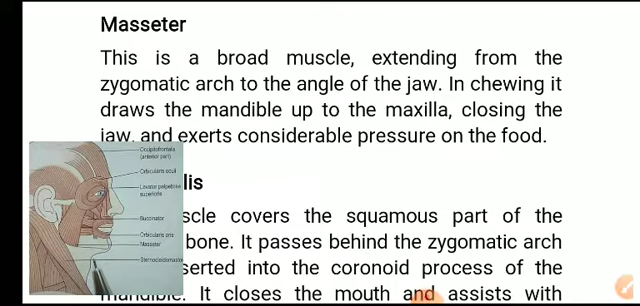 Masseter
This is a broad muscle, extending from the
zygomatic arch to the angle of the jaw. In chewing it
draws the mandible up to the maxilla, closing the
jaw, and exerts considerable pressure on the food.
Occipitofrontalis
(anterior part)
Orbicularis oculi
Levator palpebrae
superioris
Buccinator
Orbicularis oris
Masseter
Sternocleidomastoid
lis
scle covers the squamous part of the
bone. It passes behind the zygomatic arch
serted into the coronoid process of the
mandible. It closes the mouth and assists with